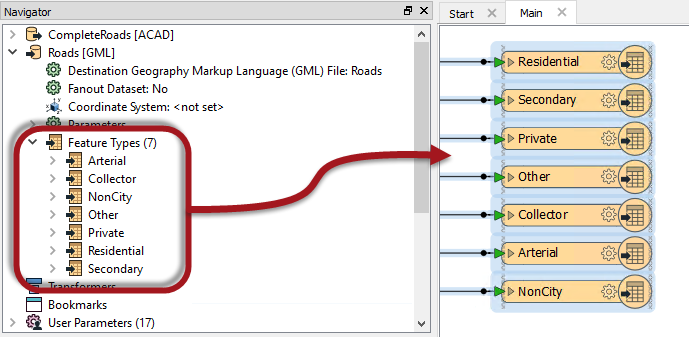 Navigator
CompleteRoads [ACAD]
Roads [GML]
Destination Geography Markup Language (GML) File: Roads
Fanout Dataset: No
Coordinate System: <not set>
Parameters
Feature Types (7)
Arterial
Collector
NonCity
Other
Private
Residential
Secondary
Transformers
Bookmarks
User Parameters (17)
Start
Main
Residential
Secondary
Private
Other
Collector
Arterial
NonCity